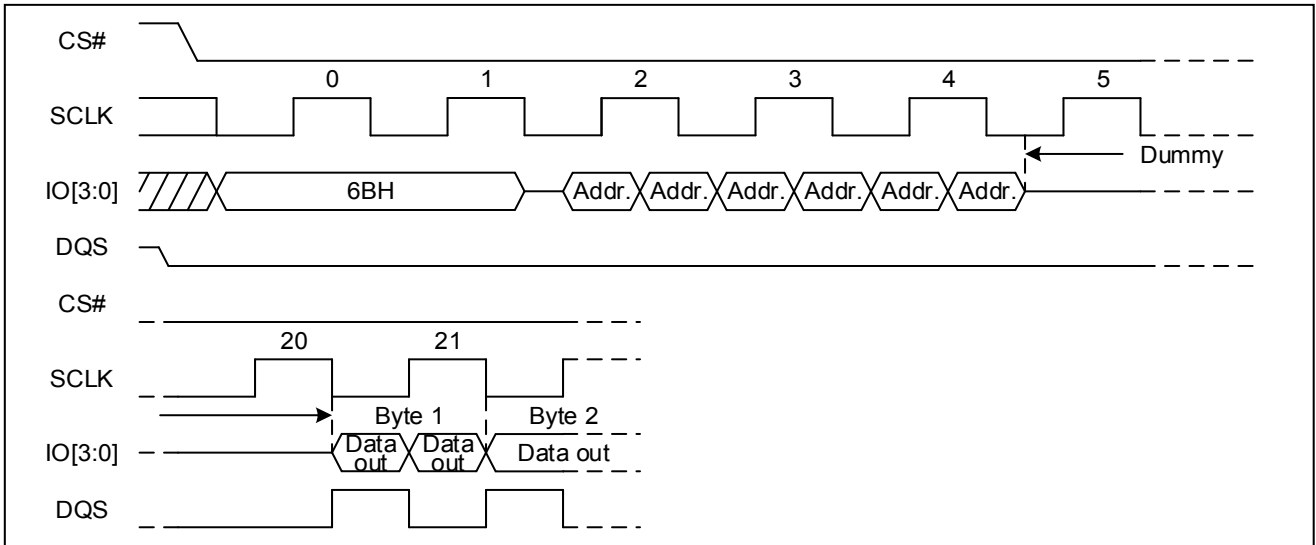 CS#
0 1 2 3 4 5
SCLK
Dummy
IO[3:0] 6BH Addr. Addr. Addr. Addr. Addr. Addr.
DQS
CS#
20 21
SCLK
Byte 1 Byte 2
IO[3:0] Data out Data out Data out
DQS